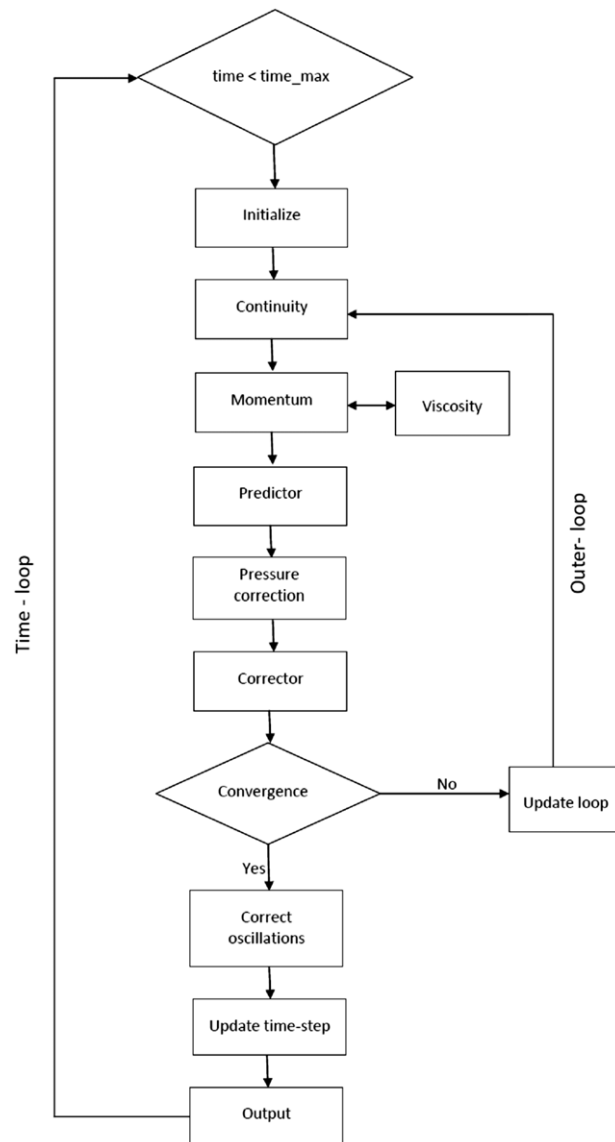 time < time_max
Initialize
Continuity
Momentum
Viscosity
Predictor
Pressure
correction
Corrector
Convergence
No
Update loop
Yes
Correct
oscillations
Update time-step
Output
Time - loop
Outer- loop